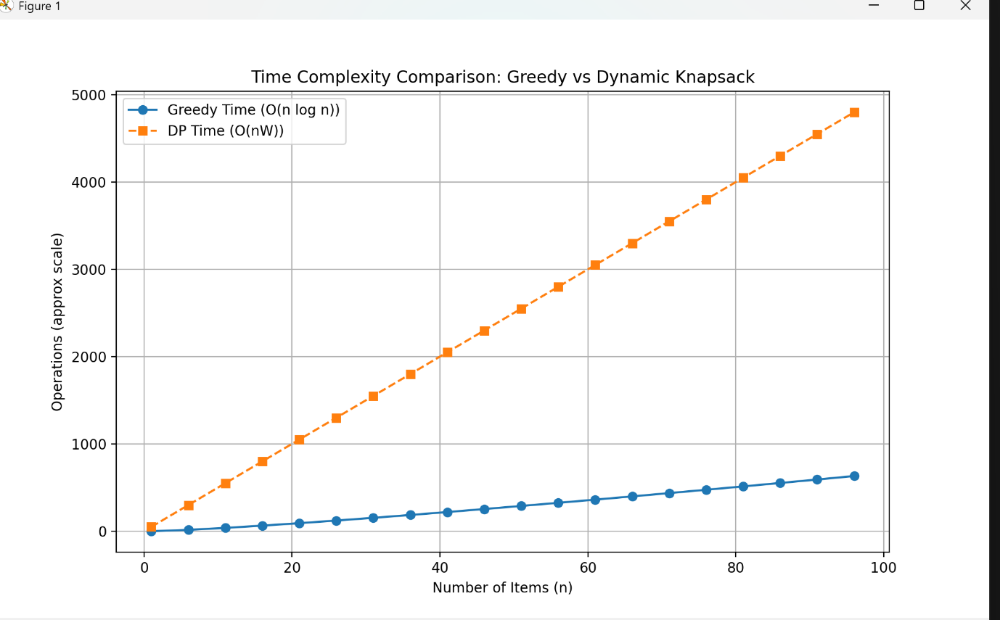 Figure 1
Time Complexity Comparison: Greedy vs Dynamic Knapsack
Greedy Time (O(n log n))
DP Time (O(nW))
5000
4000
3000
2000
1000
0
Operations (approx scale)
0 20 40 60 80 100
Number of Items (n)